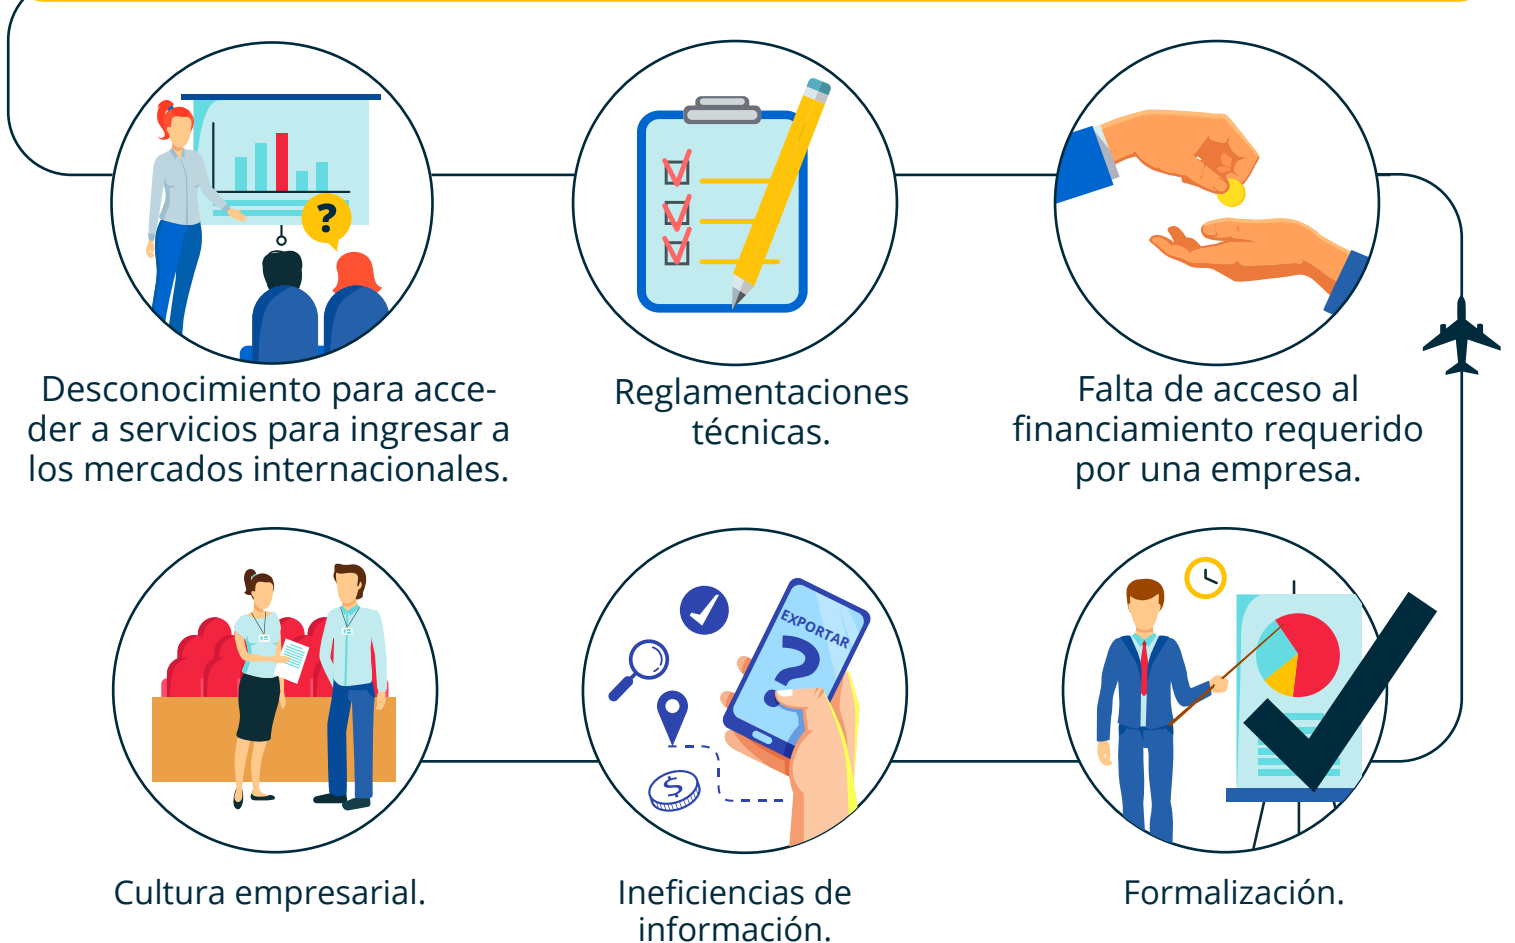 ?
Desconocimiento para acce-
der a servicios para ingresar a
los mercados internacionales.
Reglamentaciones
técnicas.
Falta de acceso al
financiamiento requerido
por una empresa.
Cultura empresarial.
EXPORTAR
?
$
Ineficiencias de
información.
Formalización.